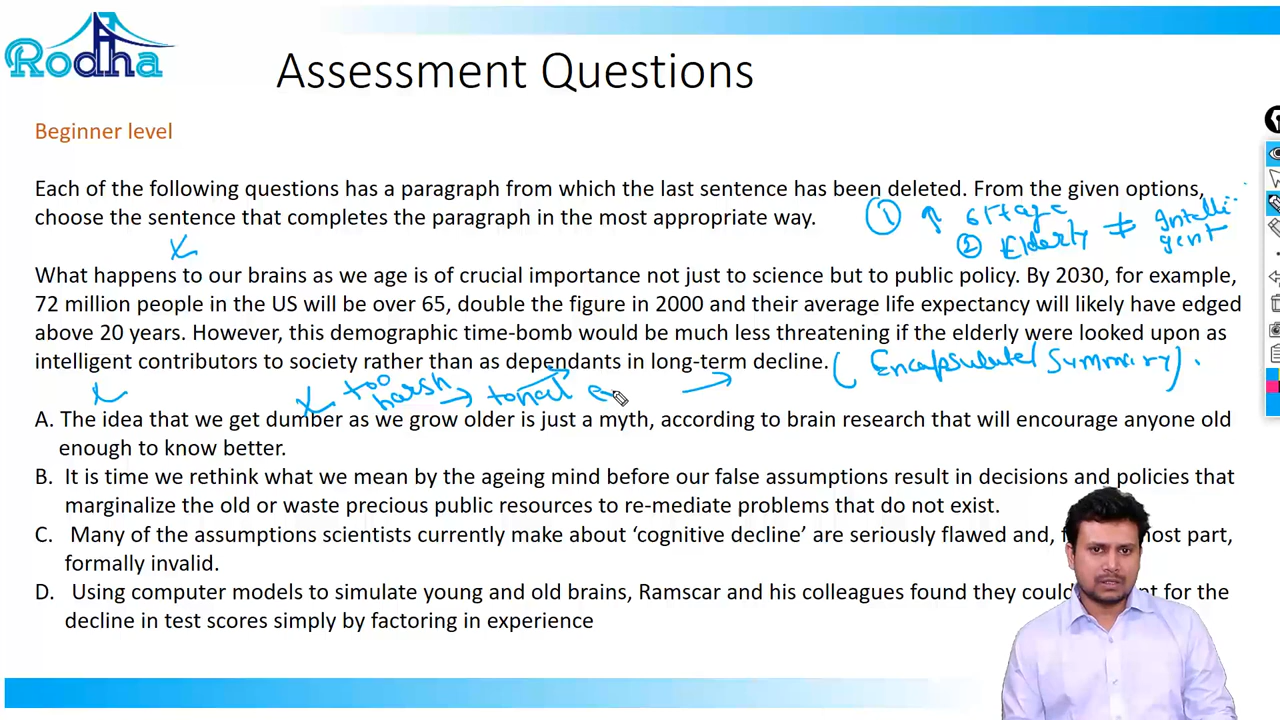 Rodha
Assessment Questions
Beginner level
Each of the following questions has a paragraph from which the last sentence has been deleted. From the given options,
choose the sentence that completes the paragraph in the most appropriate way.
① ↑ ≠ Intelli
② Elderly gent
What happens to our brains as we age is of crucial importance not just to science but to public policy. By 2030, for example,
72 million people in the US will be over 65, double the figure in 2000 and their average life expectancy will likely have edged
above 20 years. However, this demographic time-bomb would be much less threatening if the elderly were looked upon as
intelligent contributors to society rather than as dependants in long-term decline. ( Encapsulated Summary).
too harsh → tonal →
A. The idea that we get dumber as we grow older is just a myth, according to brain research that will encourage anyone old
enough to know better.
B. It is time we rethink what we mean by the ageing mind before our false assumptions result in decisions and policies that
marginalize the old or waste precious public resources to re-mediate problems that do not exist.
C. Many of the assumptions scientists currently make about ‘cognitive decline’ are seriously flawed and, most part,
formally invalid.
D. Using computer models to simulate young and old brains, Ramscar and his colleagues found they for the
decline in test scores simply by factoring in experience